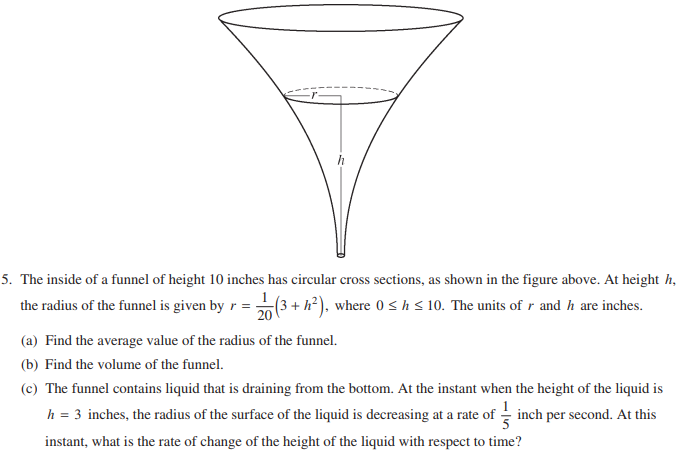 r
h
5. The inside of a funnel of height 10 inches has circular cross sections, as shown in the figure above. At height h,
the radius of the funnel is given by r = 1/20 (3 + h²), where 0 ≤ h ≤ 10. The units of r and h are inches.
(a) Find the average value of the radius of the funnel.
(b) Find the volume of the funnel.
(c) The funnel contains liquid that is draining from the bottom. At the instant when the height of the liquid is
h = 3 inches, the radius of the surface of the liquid is decreasing at a rate of 1/5 inch per second. At this
instant, what is the rate of change of the height of the liquid with respect to time?